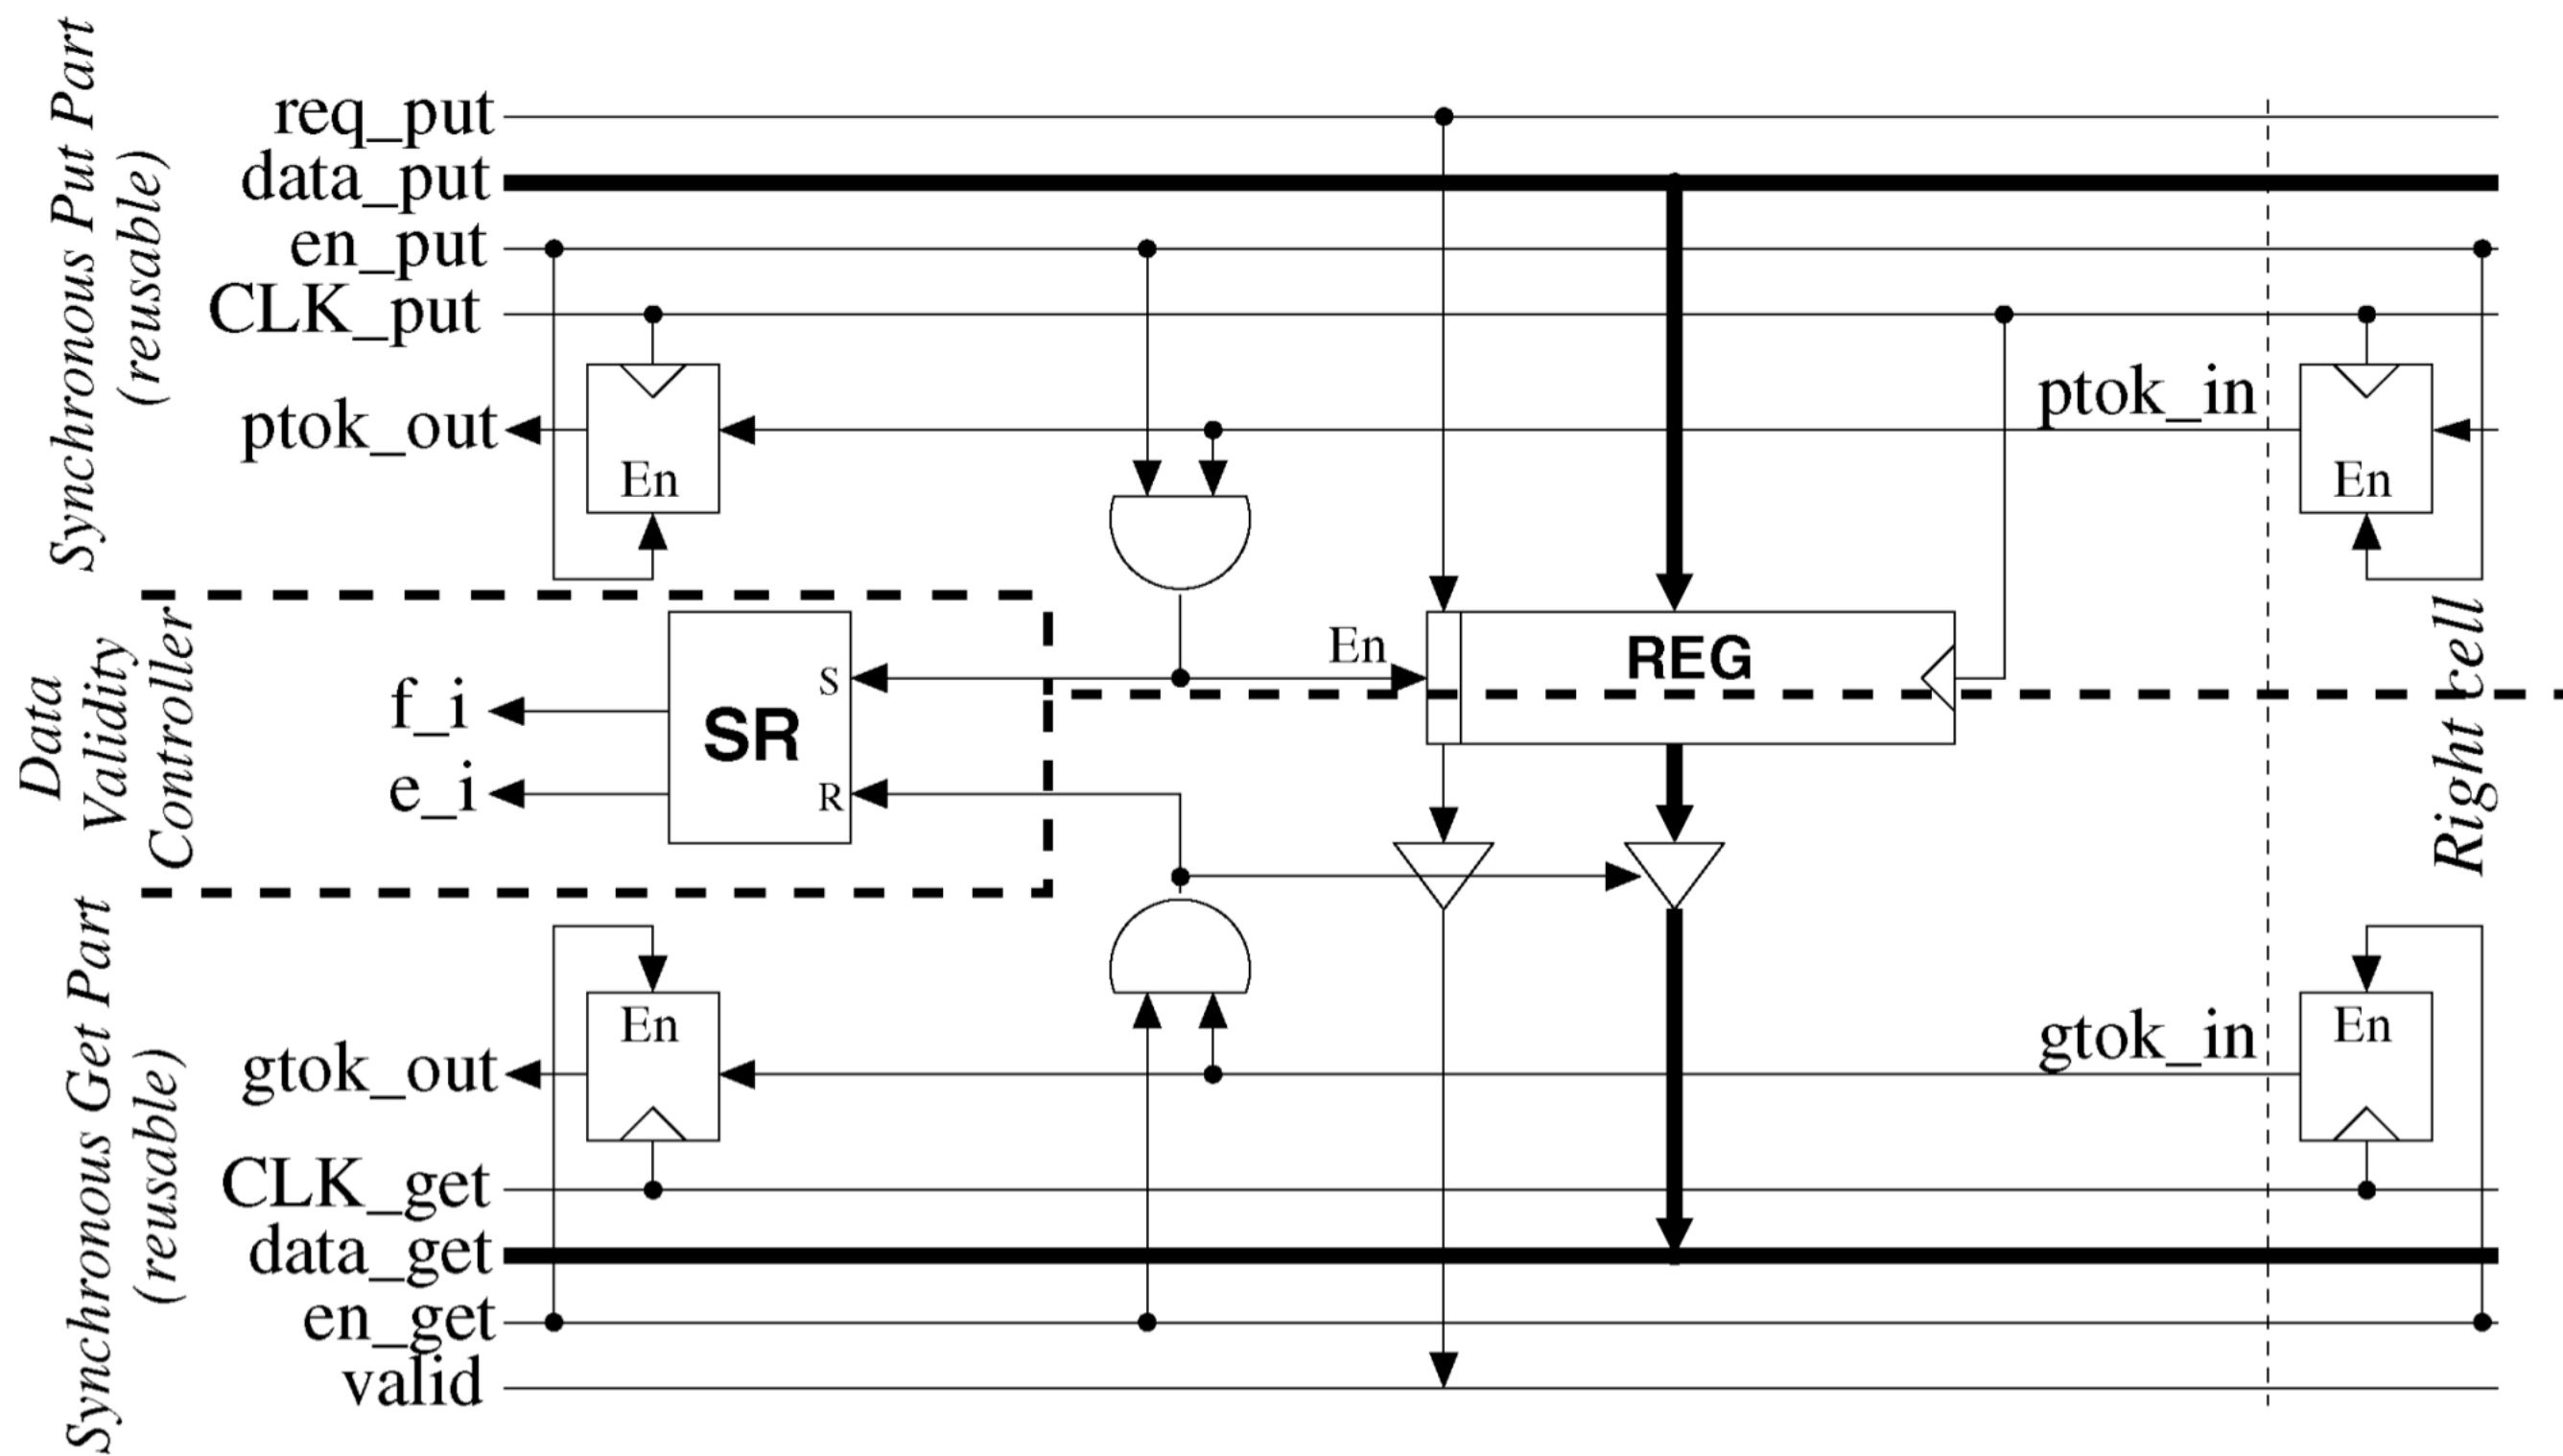 Synchronous Put Part
(reusable)
req_put
data_put
en_put
CLK_put
ptok_out
En
ptok_in
En
Data
Validity
Controller
f_i
e_i
SR
S
R
En
REG
Right cell
Synchronous Get Part
(reusable)
En
gtok_out
gtok_in
En
CLK_get
data_get
en_get
valid